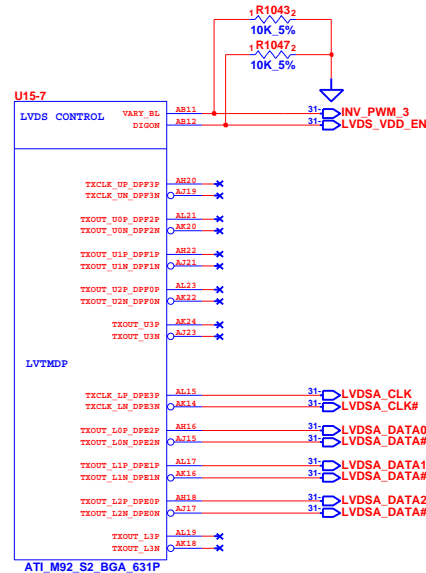 1 R1043 2
10K_5%
1 R1047 2
10K_5%
U15-7
LVDS CONTROL
VARY_BL AB11 31- INV_PWM_3
DIGON AB12 31- LVDS_VDD_EN
TXCLK_UP_DPF3P AH20
TXCLK_UN_DPF3N AJ19
TXOUT_U0P_DPF2P AL21
TXOUT_U0N_DPF2N AK20
TXOUT_U1P_DPF1P AH22
TXOUT_U1N_DPF1N AJ21
TXOUT_U2P_DPF0P AL23
TXOUT_U2N_DPF0N AK22
TXOUT_U3P AK24
TXOUT_U3N AJ23
LVTMDP
TXCLK_LP_DPE3P AL15 31- LVDSA_CLK
TXCLK_LN_DPE3N AK14 31- LVDSA_CLK#
TXOUT_L0P_DPE2P AH16 31- LVDSA_DATA0
TXOUT_L0N_DPE2N AJ15 31- LVDSA_DATA#
TXOUT_L1P_DPE1P AL17 31- LVDSA_DATA1
TXOUT_L1N_DPE1N AK16 31- LVDSA_DATA#
TXOUT_L2P_DPE0P AH18 31- LVDSA_DATA2
TXOUT_L2N_DPE0N AJ17 31- LVDSA_DATA#
TXOUT_L3P AL19
TXOUT_L3N AK18
ATI_M92_S2_BGA_631P